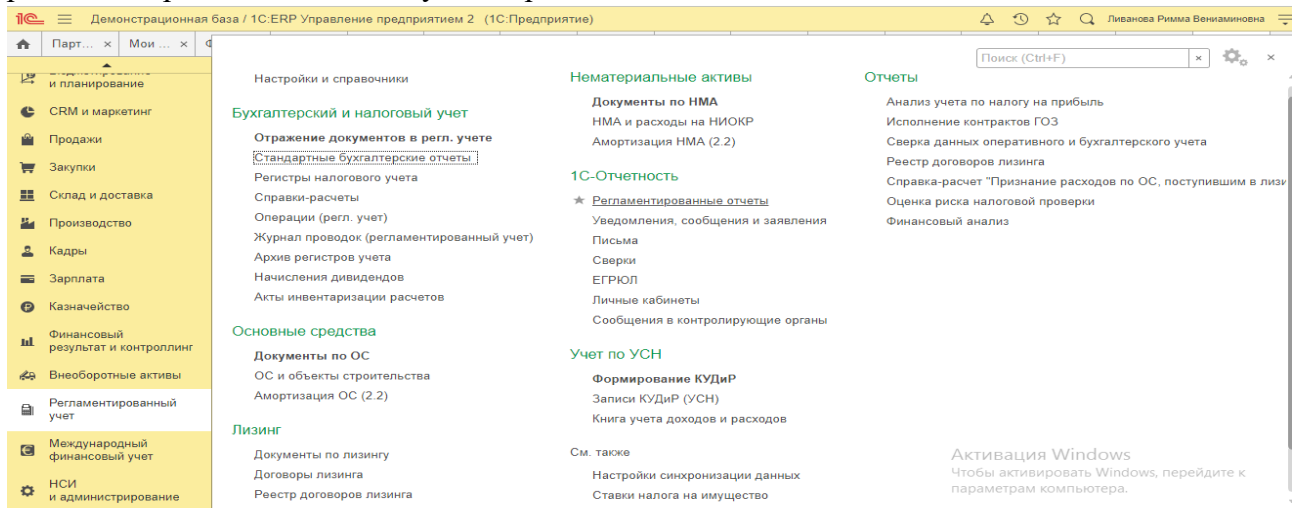 1С Демонстрационная база / 1С:ERP Управление предприятием 2 (1С:Предприятие) Ливанова Римма Вениаминовна
Парт... × Мои ... ×
Поиск (Ctrl+F) × ×
и планирование
CRM и маркетинг
Продажи
Закупки
Склад и доставка
Производство
Кадры
Зарплата
Казначейство
Финансовый
результат и контроллинг
Внеоборотные активы
Регламентированный
учет
Международный
финансовый учет
НСИ
и администрирование
Настройки и справочники
Бухгалтерский и налоговый учет
Отражение документов в регл. учете
Стандартные бухгалтерские отчеты
Регистры налогового учета
Справки-расчеты
Операции (регл. учет)
Журнал проводок (регламентированный учет)
Архив регистров учета
Начисления дивидендов
Акты инвентаризации расчетов
Основные средства
Документы по ОС
ОС и объекты строительства
Амортизация ОС (2.2)
Лизинг
Документы по лизингу
Договоры лизинга
Реестр договоров лизинга
Нематериальные активы
Документы по НМА
НМА и расходы на НИОКР
Амортизация НМА (2.2)
1С-Отчетность
Регламентированные отчеты
Уведомления, сообщения и заявления
Письма
Сверки
ЕГРЮЛ
Личные кабинеты
Сообщения в контролирующие органы
Учет по УСН
Формирование КУДиР
Записи КУДиР (УСН)
Книга учета доходов и расходов
См. также
Настройки синхронизации данных
Ставки налога на имущество
Отчеты
Анализ учета по налогу на прибыль
Исполнение контрактов ГОЗ
Сверка данных оперативного и бухгалтерского учета
Реестр договоров лизинга
Справка-расчет "Признание расходов по ОС, поступившим в лизи
Оценка риска налоговой проверки
Финансовый анализ
Активация Windows
Чтобы активировать Windows, перейдите к
параметрам компьютера.